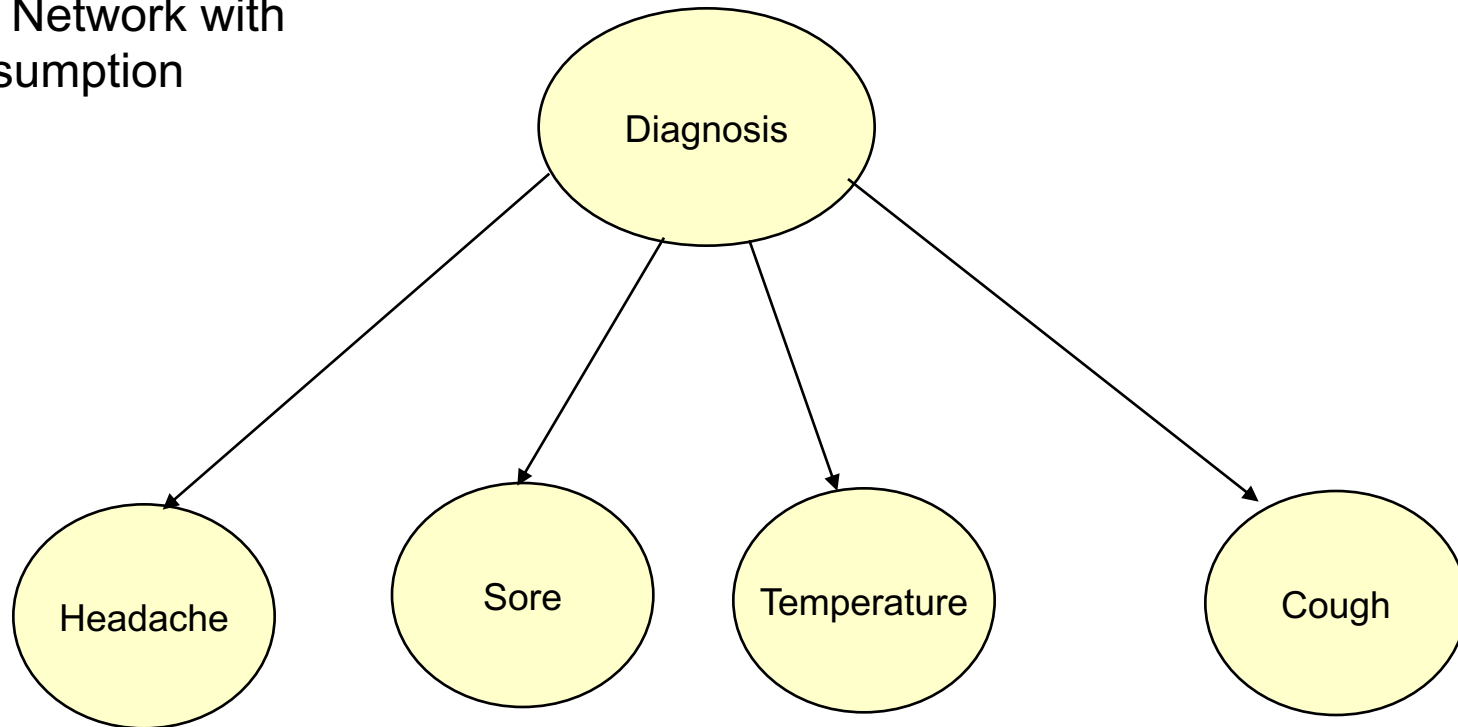 Network with
sumption
Diagnosis
Headache
Sore
Temperature
Cough